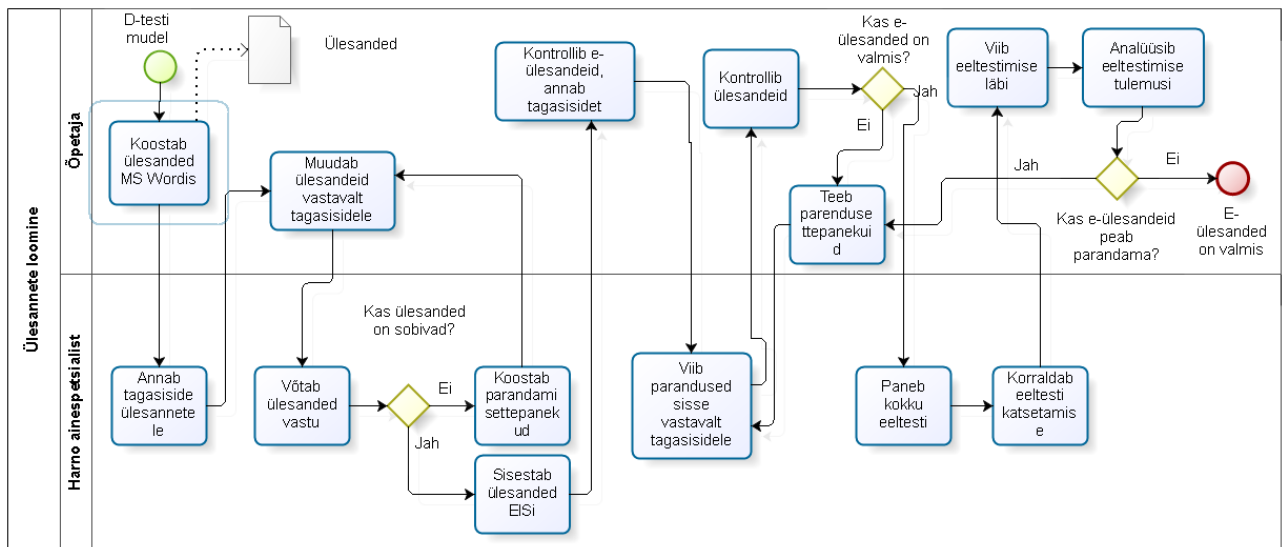 Ülesannete loomine
Õpetaja
Harno ainespetsialist
D-testi
mudel
Ülesanded
Koostab
ülesanded
MS Wordis
Annab
tagasiside
ülesannete
le
Muudab
ülesandeid
vastavalt
tagasisidele
Võtab
ülesanded
vastu
Kas ülesanded
on sobivad?
Ei
Jah
Koostab
parandami
settepanek
ud
Sisestab
ülesanded
EISi
Kontrollib e-
ülesandeid,
annab
tagasisidet
Viib
parandused
sisse
vastavalt
tagasisidele
Kontrollib
ülesandeid
Kas e-
ülesanded on
valmis?
Jah
Ei
Teeb
parenduse
ttepanekui
d
Paneb
kokku
eeltesti
Korraldab
eeltesti
katsetamis
e
Viib
eeltestimise
läbi
Analüüsib
eeltestimise
tulemusi
Jah
Ei
Kas e-ülesandeid
peab
parandama?
E-
ülesanded
on valmis